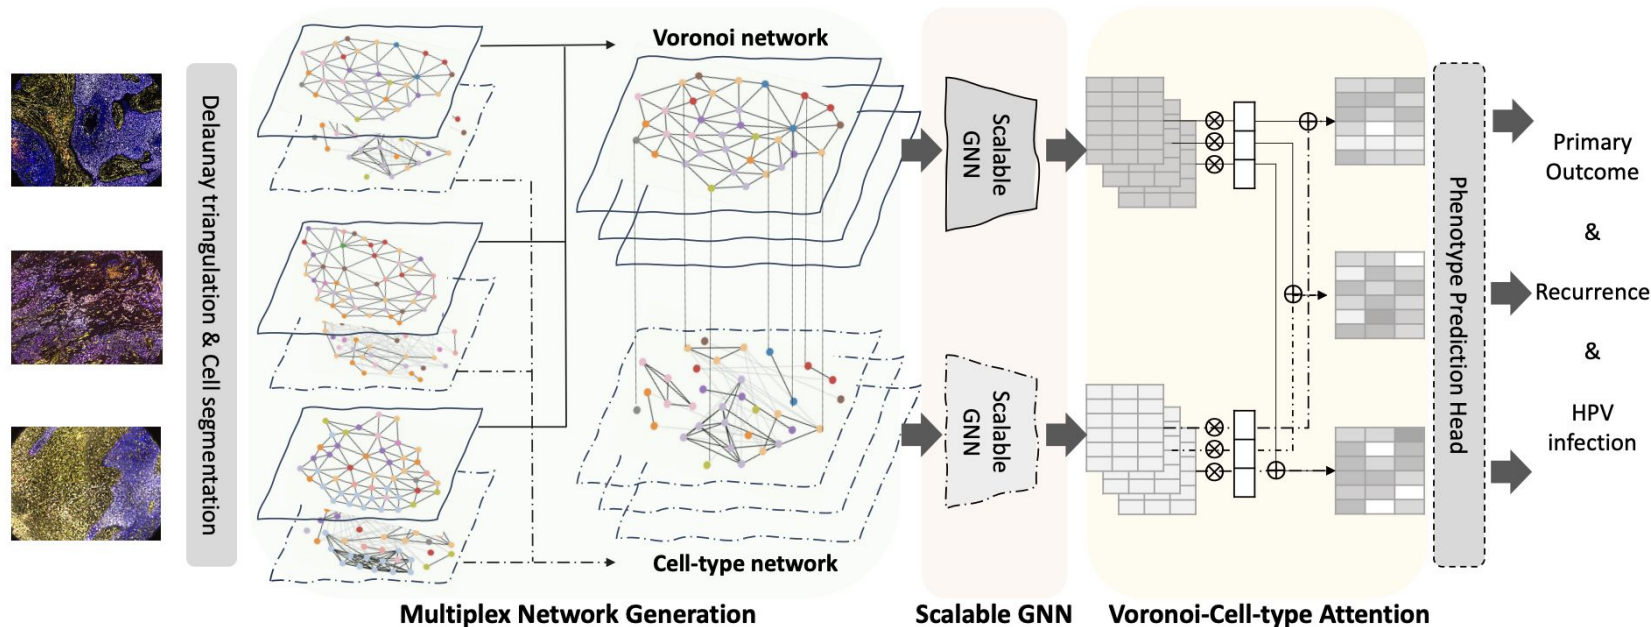 Delaunay triangulation & Cell segmentation
Voronoi network
Cell-type network
Multiplex Network Generation
Scalable
GNN
Scalable
GNN
Scalable GNN
Voronoi-Cell-type Attention
Phenotype Prediction Head
Primary
Outcome
&
Recurrence
&
HPV
infection